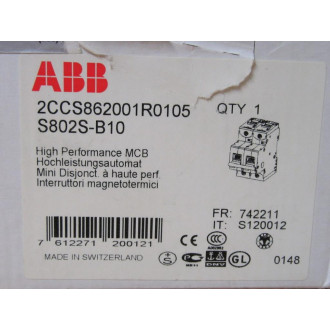 ABB
2CCS862001R0105
QTY 1
S802S-B10
High Performance MCB
Hochleistungsautomat
Mini Disjonct. à haute perf.
Interruttori magnetotermici
FR: 742211
IT: S120012
7 612271 200121
MADE IN SWITZERLAND
GL
0148